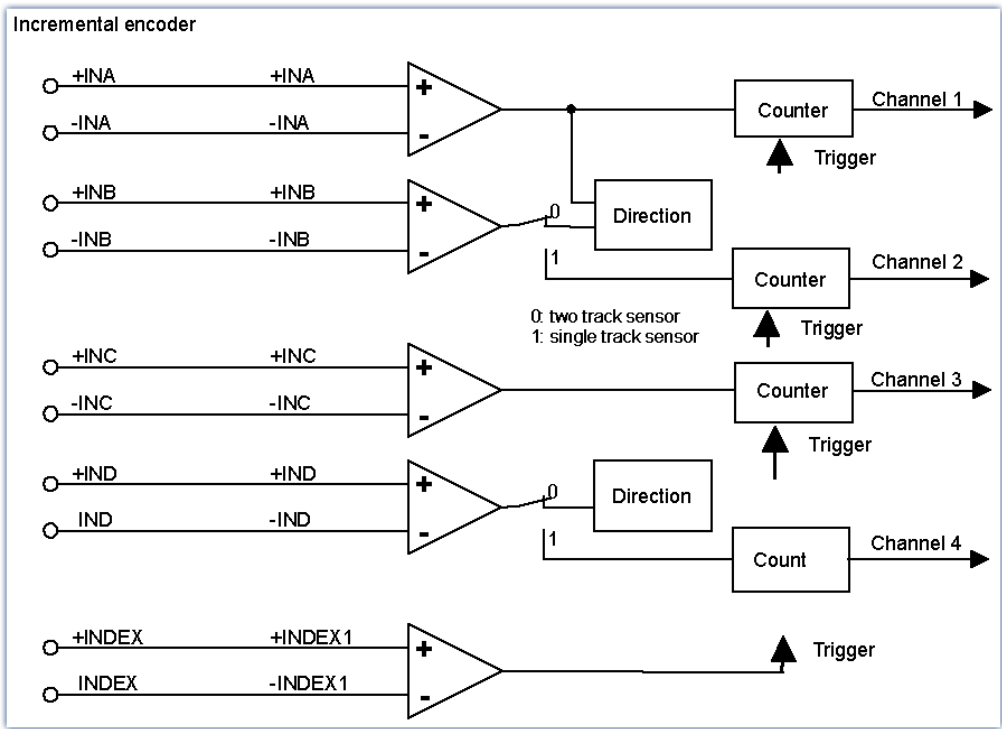 Incremental encoder
+INA +INA
-INA -INA
+ -
Counter
Channel 1
Trigger
+INB +INB
-INB -INB
+ -
0
1
Direction
Counter
Channel 2
Trigger
0: two track sensor
1: single track sensor
+INC +INC
-INC -INC
+ -
Counter
Channel 3
Trigger
+IND +IND
IND -IND
+ -
0
1
Direction
Count
Channel 4
+INDEX +INDEX1
INDEX -INDEX1
+ -
Trigger